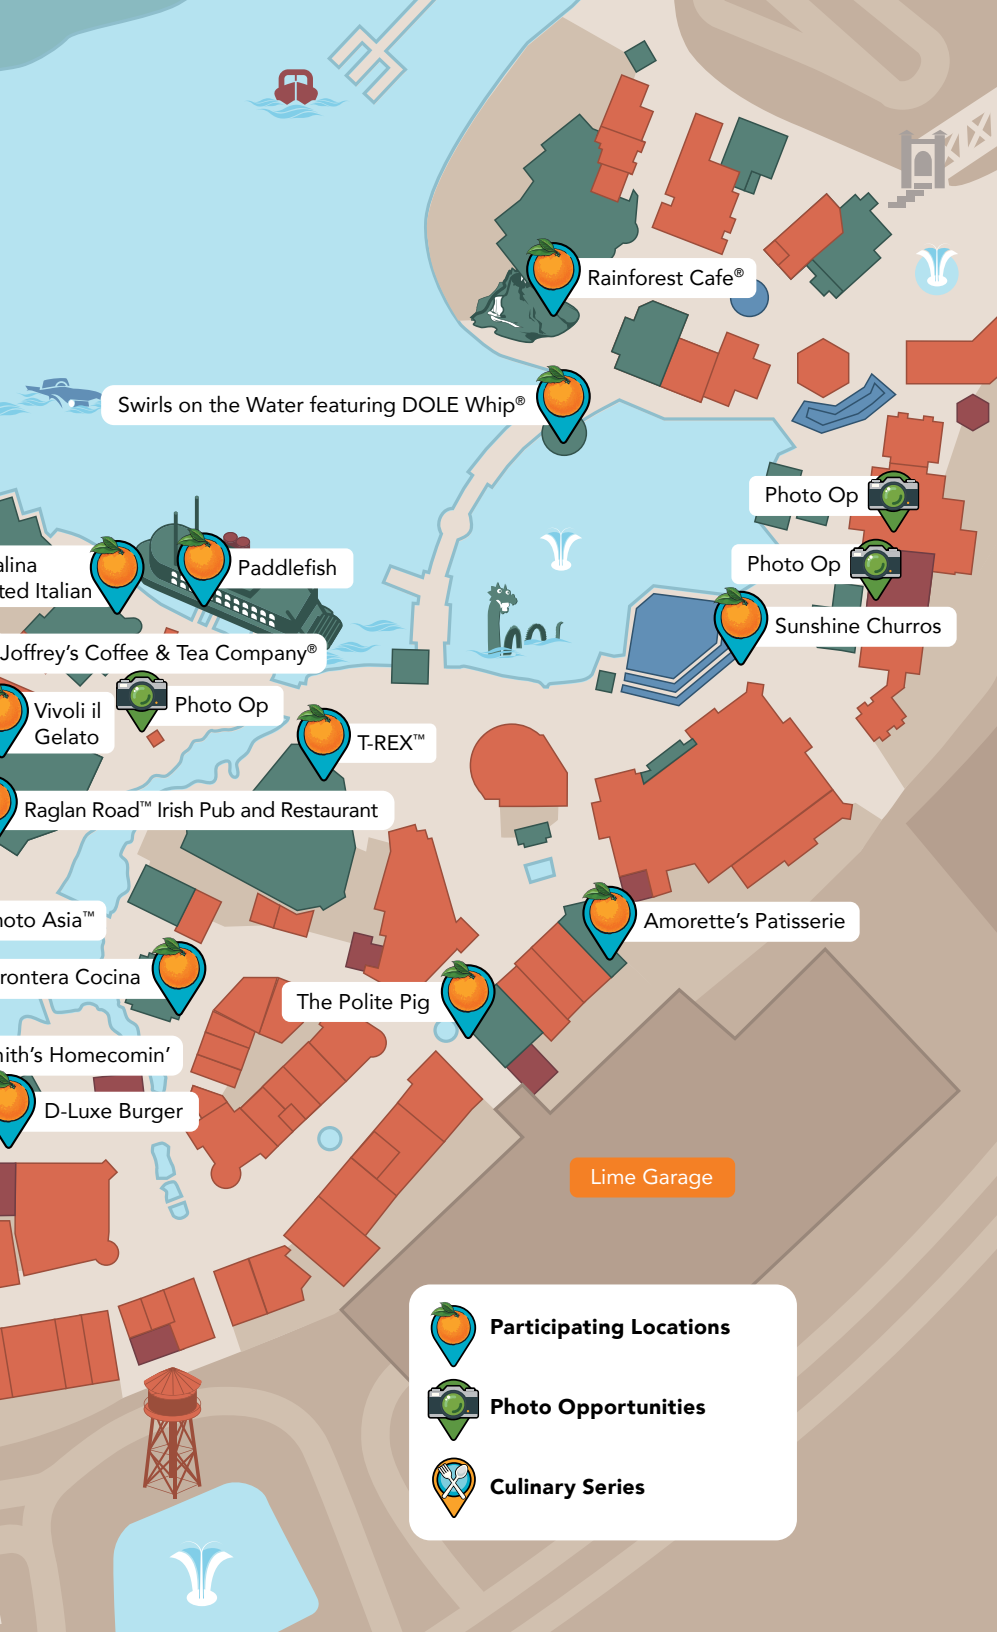 Rainforest Cafe®
Swirls on the Water featuring DOLE Whip®
Photo Op
Photo Op
Paddlefish
alina
ted Italian
Sunshine Churros
Joffrey's Coffee & Tea Company®
Vivoli il
Gelato
Photo Op
T-REX™
Raglan Road™ Irish Pub and Restaurant
moto Asia™
rontera Cocina
Amorette's Patisserie
The Polite Pig
mith's Homecomin'
D-Luxe Burger
Lime Garage
Participating Locations
Photo Opportunities
Culinary Series